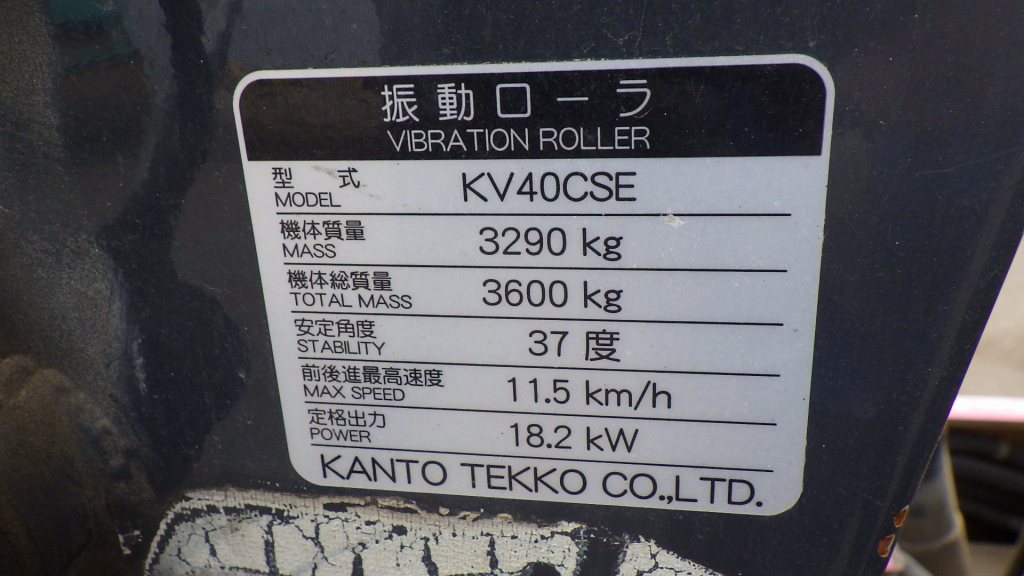 振動ローラ
VIBRATION ROLLER
型式 KV40CSE
MODEL
機体質量 3290 kg
MASS
機体総質量 3600 kg
TOTAL MASS
安定角度 37 度
STABILITY
前後進最高速度 11.5 km/h
MAX SPEED
定格出力 18.2 kW
POWER
KANTO TEKKO CO.,LTD.